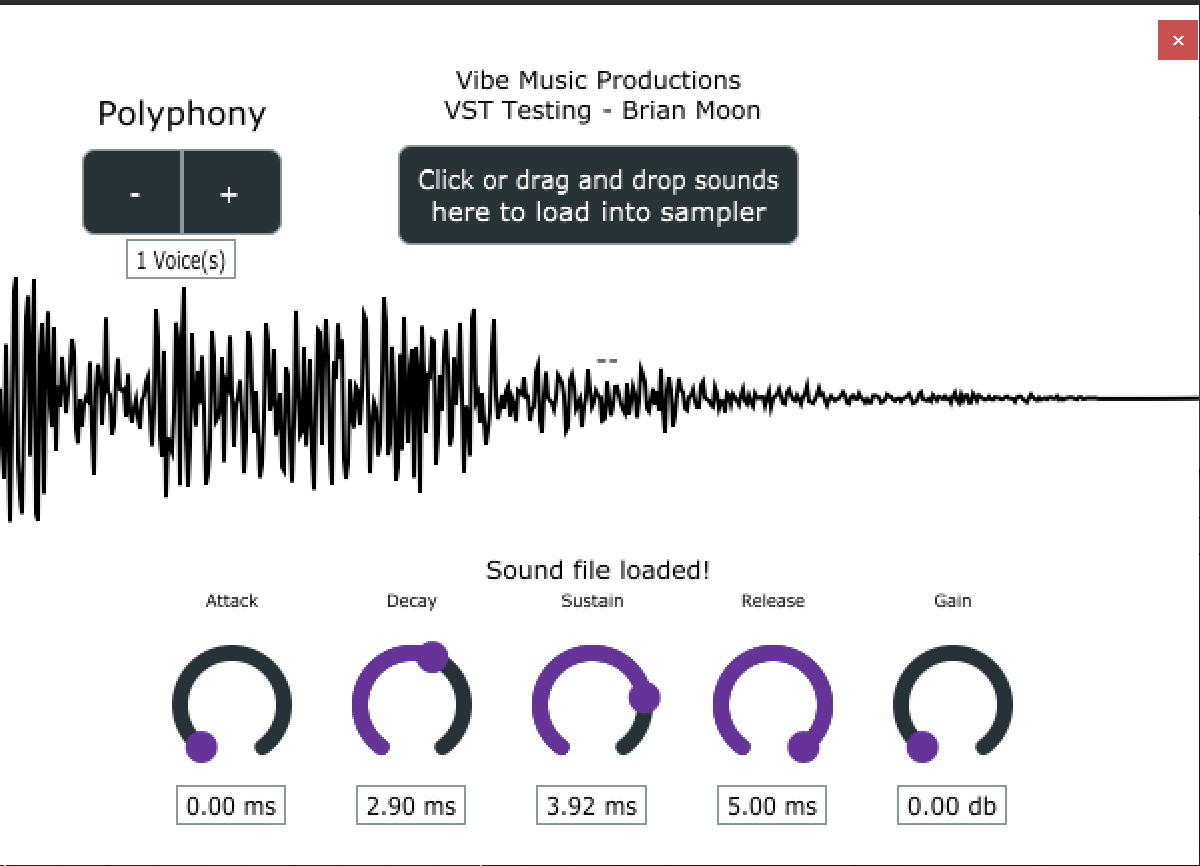 ×
Vibe Music Productions
VST Testing - Brian Moon
Polyphony
- +
Click or drag and drop sounds
here to load into sampler
1 Voice(s)
--
Sound file loaded!
Attack Decay Sustain Release Gain
0.00 ms 2.90 ms 3.92 ms 5.00 ms 0.00 db